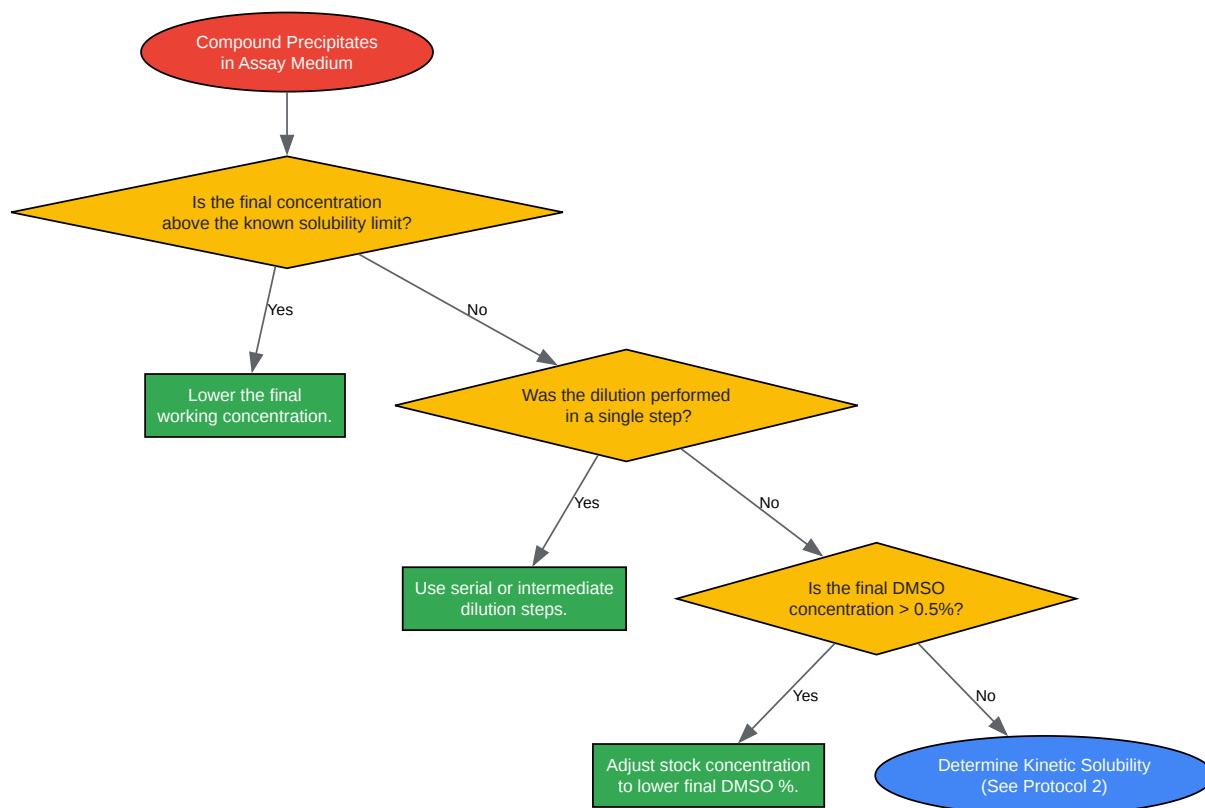 Compound Precipitates
in Assay Medium
Is the final concentration
above the known solubility limit?
Yes
No
Lower the final
working concentration.
Was the dilution performed
in a single step?
Yes
No
Use serial or intermediate
dilution steps.
Is the final DMSO
concentration > 0.5%?
Yes
No
Adjust stock concentration
to lower final DMSO %.
Determine Kinetic Solubility
(See Protocol 2)